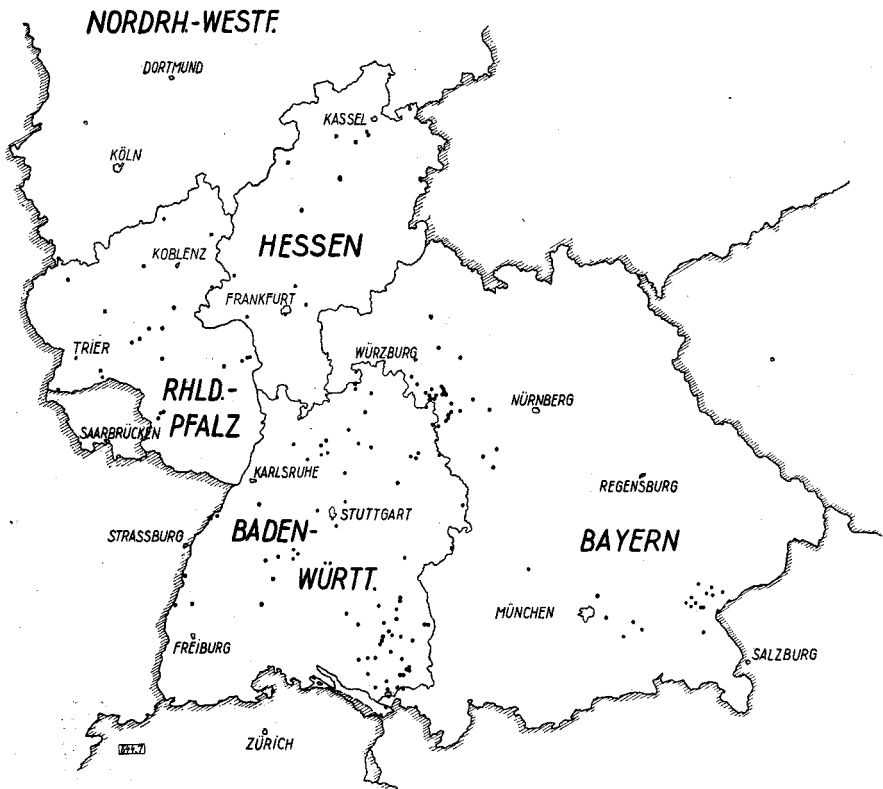 NORDRH.-WESTF.
DORTMUND
KASSEL
KÖLN
HESSEN
KOBLENZ
FRANKFURT
TRIER
WÜRZBURG
RHLD.-
PFALZ
NÜRNBERG
SAARBRÜCKEN
KARLSRUHE
REGENSBURG
STUTTGART
STRASSBURG
BADEN-
WÜRTT.
BAYERN
MÜNCHEN
FREIBURG
SALZBURG
ZÜRICH